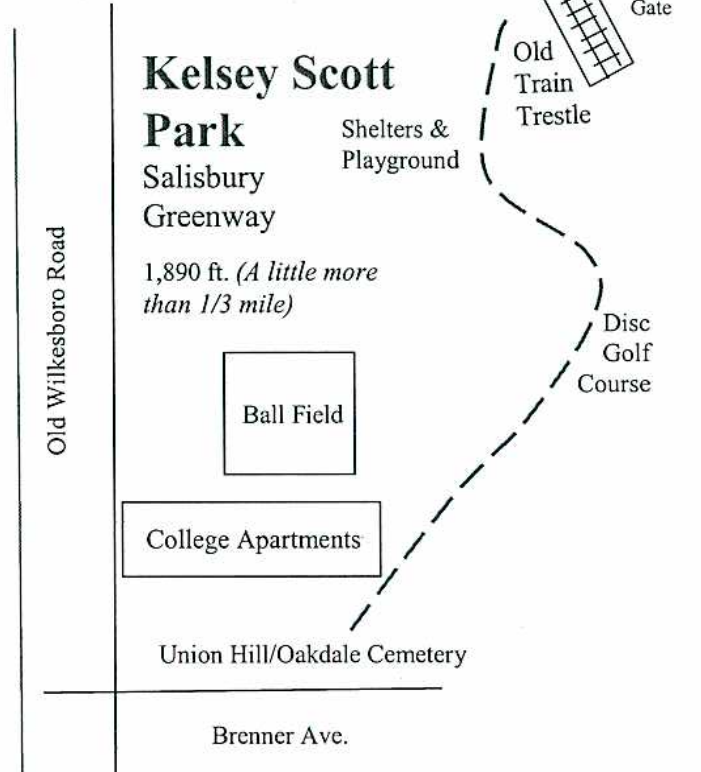 Gate
Old
Train
Trestle
Kelsey Scott
Park
Salisbury
Greenway
Shelters &
Playground
1,890 ft. (A little more
than 1/3 mile)
Old Wilkesboro Road
Disc
Golf
Course
Ball Field
College Apartments
Union Hill/Oakdale Cemetery
Brenner Ave.